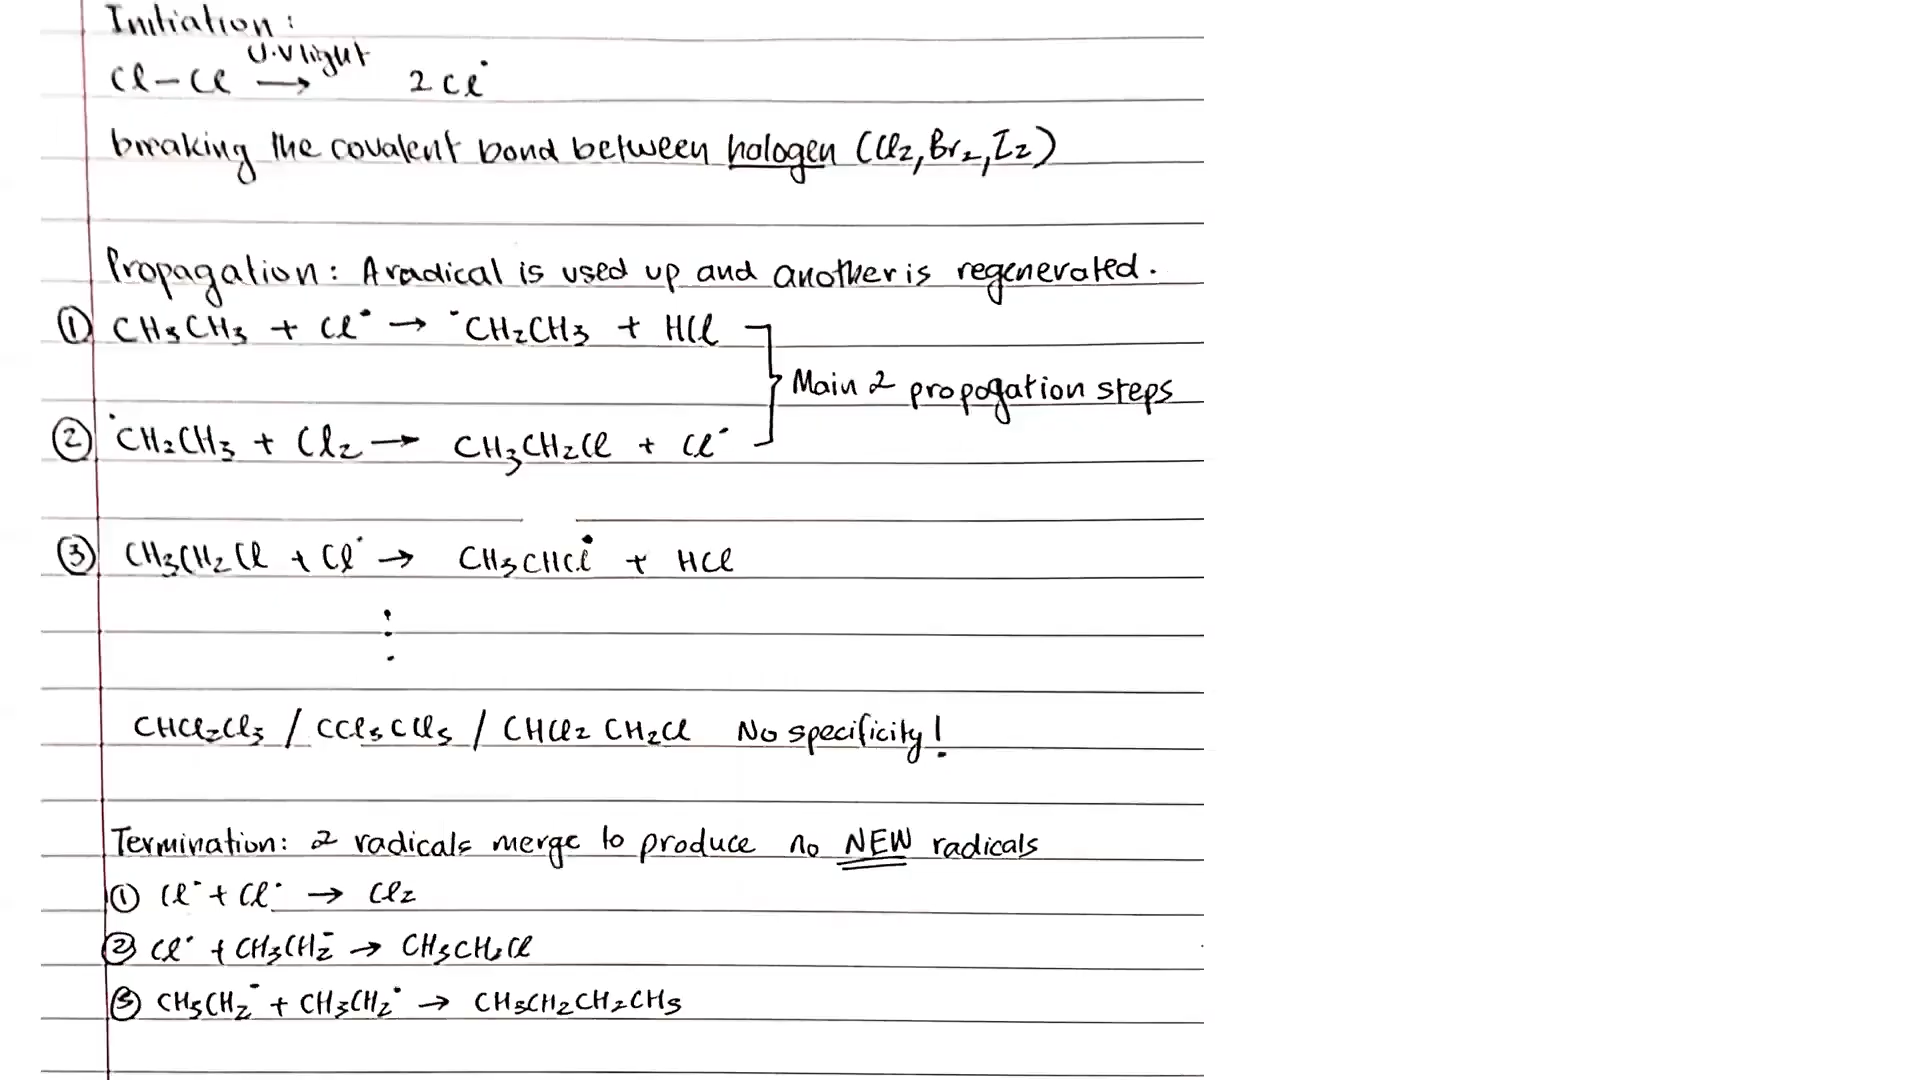 Initiation:
U.V light
Cl–Cl ⟶ 2Cl•
breaking the covalent bond between halogen (Cl₂, Br₂, I₂)
Propagation: A radical is used up and another is regenerated.
① CH₃CH₃ + Cl• → •CH₂CH₃ + HCl
Main 2 propogation steps
② •CH₂CH₃ + Cl₂ → CH₃CH₂Cl + Cl•
③ CH₃CH₂Cl + Cl• → CH₃CHCl• + HCl
⋮
CHCl₂Cl₃ / CCl₃CCl₃ / CHCl₂CH₂Cl No specificity!
Termination: 2 radicals merge to produce no NEW radicals
① Cl• + Cl• → Cl₂
② Cl• + CH₃CH₂• → CH₃CH₂Cl
③ CH₃CH₂• + CH₃CH₂• → CH₃CH₂CH₂CH₃